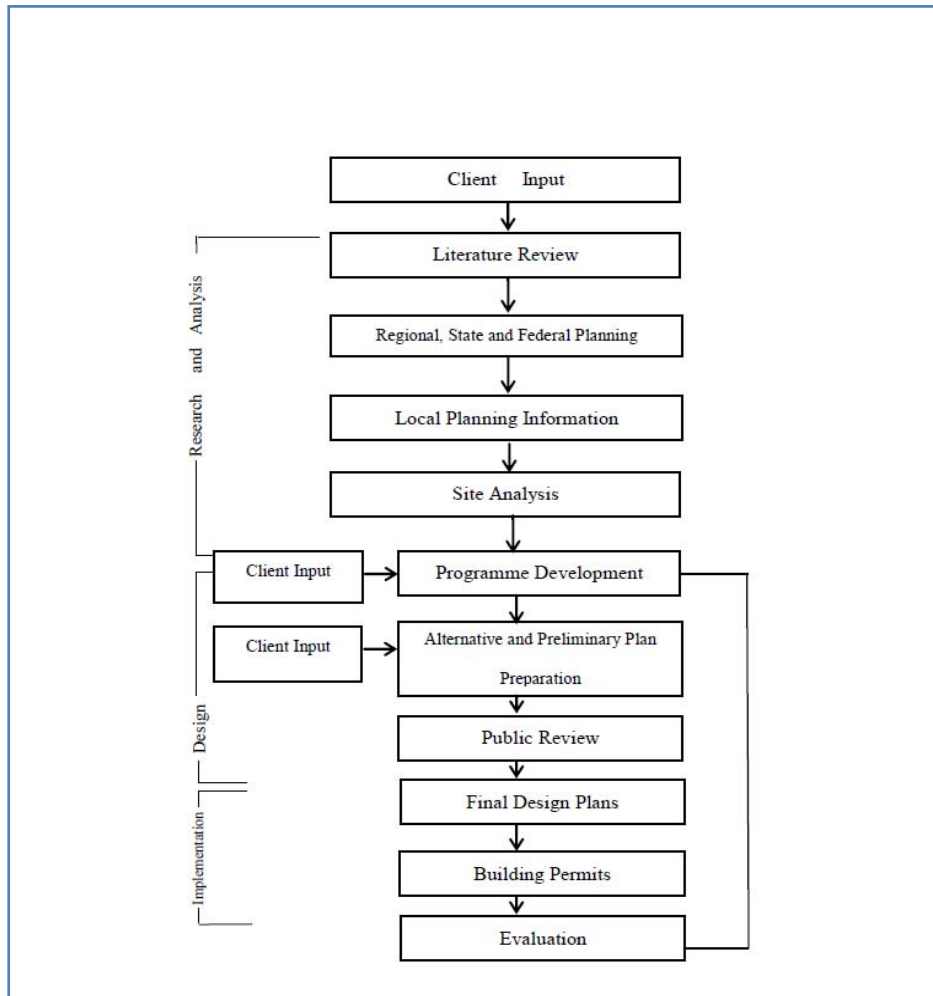 Client Input
Literature Review
Regional, State and Federal Planning
Local Planning Information
Site Analysis
Research and Analysis
Client Input
Programme Development
Client Input
Alternative and Preliminary Plan
Preparation
Public Review
Design
Final Design Plans
Building Permits
Evaluation
Implementation